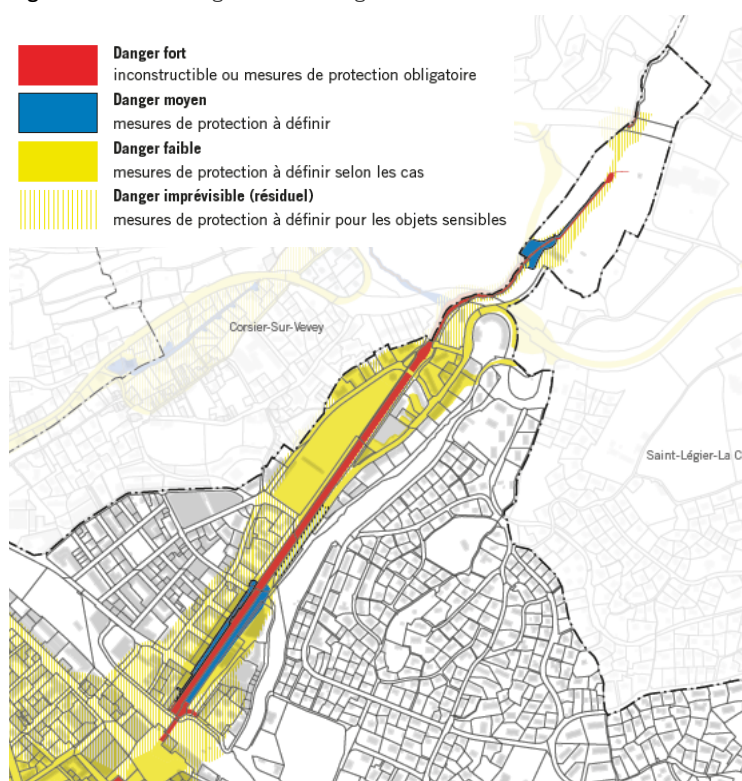 Danger fort
inconstructible ou mesures de protection obligatoire
Danger moyen
mesures de protection à définir
Danger faible
mesures de protection à définir selon les cas
Danger imprévisible (résiduel)
mesures de protection à définir pour les objets sensibles
Corsier-Sur-Vevey
Saint-Légier-La C